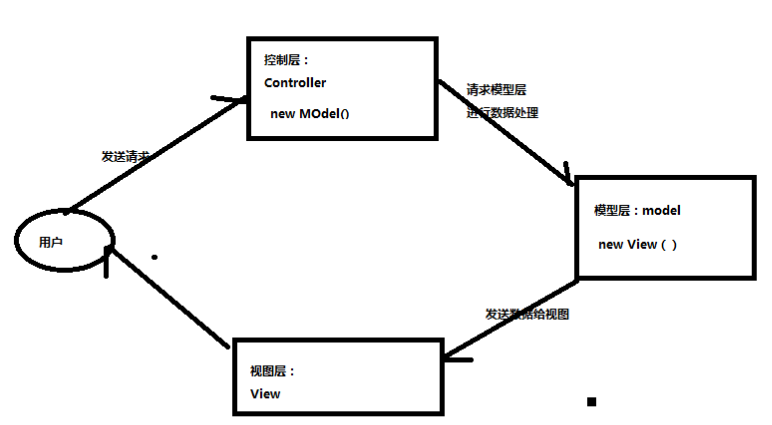 控制层：
Controller
new MOdel()
请求模型层
进行数据处理
发送请求
模型层：model
new View（ ）
用户
发送数据给视图
视图层：
View